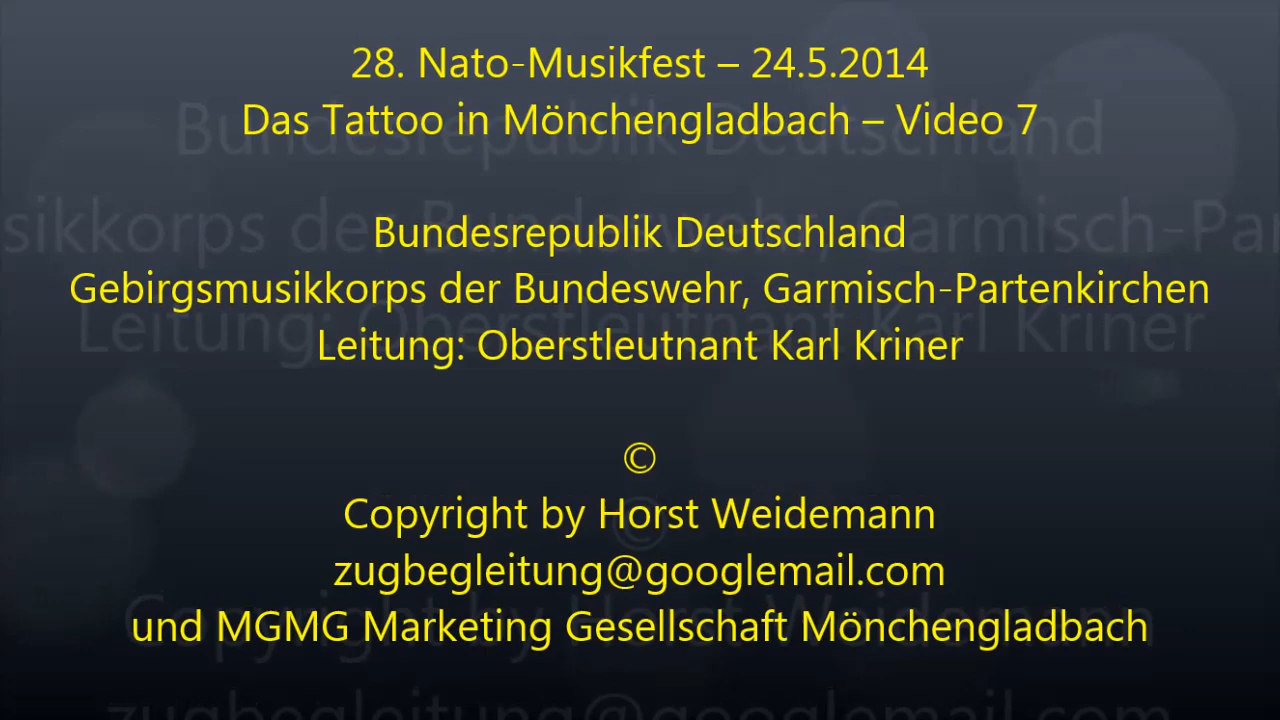 28. Nato-Musikfest – 24.5.2014
Das Tattoo in Mönchengladbach – Video 7
Bundesrepublik Deutschland
Gebirgsmusikkorps der Bundeswehr, Garmisch-Partenkirchen
Leitung: Oberstleutnant Karl Kriner
©
Copyright by Horst Weidemann
zugbegleitung@googlemail.com
und MGMG Marketing Gesellschaft Mönchengladbach